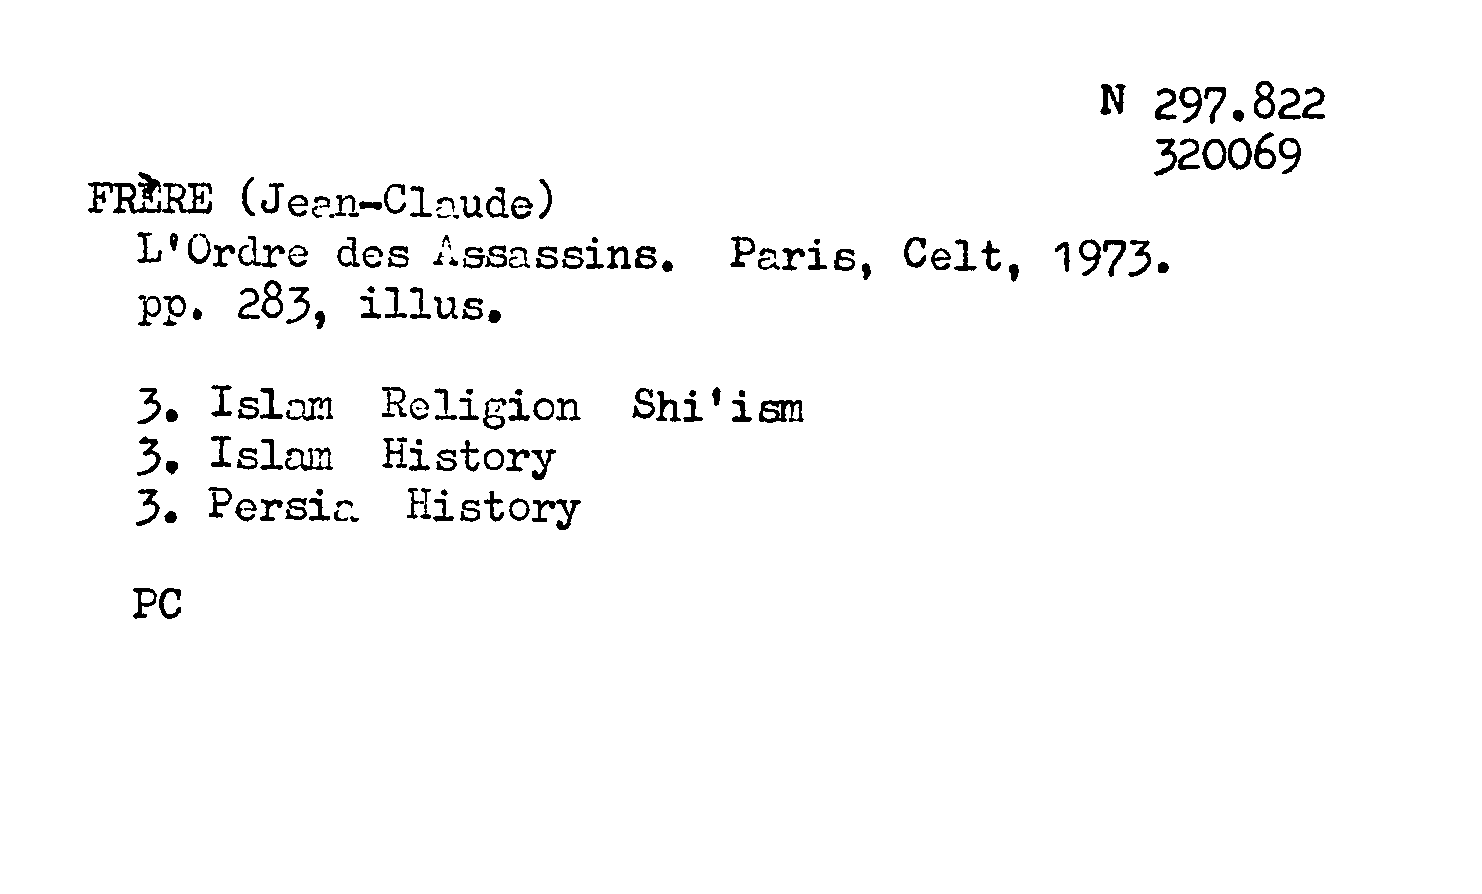 N 297.822
320069
FRÈRE (Jean-Claude)
L'Ordre des Assassins. Paris, Celt, 1973.
pp. 283, illus.
3. Islam Religion Shi'ism
3. Islam History
3. Persia History
PC